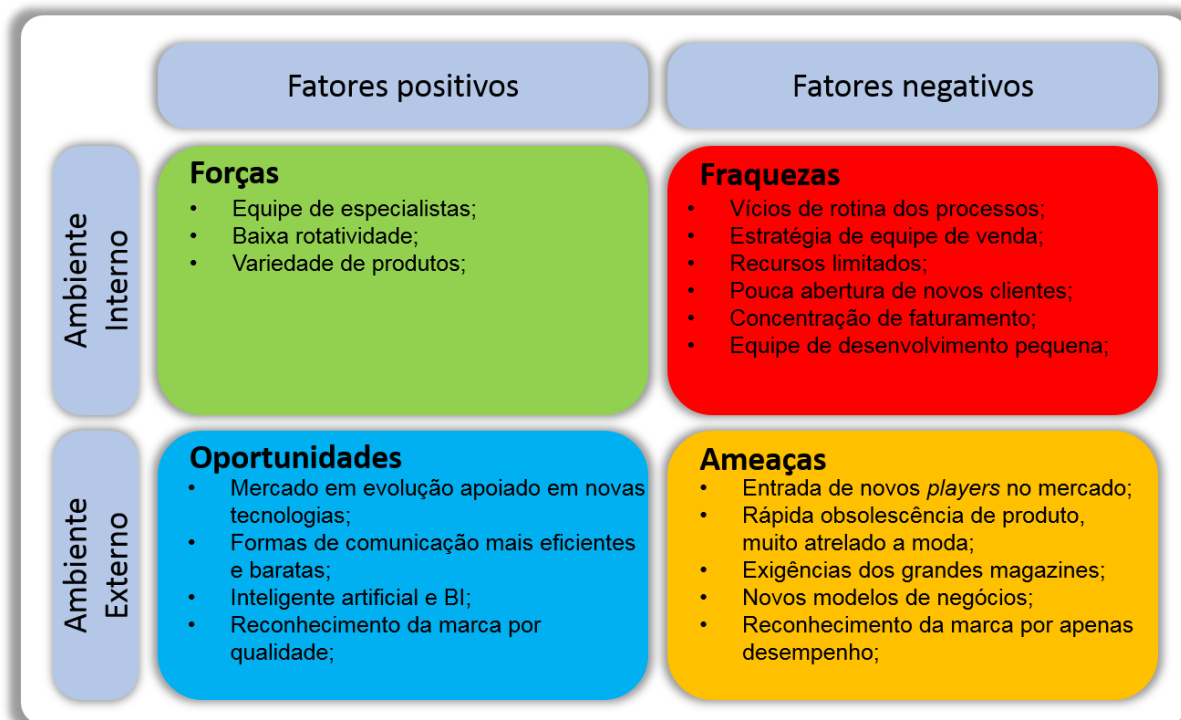 Fatores positivos
Fatores negativos
Ambiente
Interno
Forças
• Equipe de especialistas;
• Baixa rotatividade;
• Variedade de produtos;
Fraquezas
• Vícios de rotina dos processos;
• Estratégia de equipe de venda;
• Recursos limitados;
• Pouca abertura de novos clientes;
• Concentração de faturamento;
• Equipe de desenvolvimento pequena;
Ambiente
Externo
Oportunidades
• Mercado em evolução apoiado em novas
tecnologias;
• Formas de comunicação mais eficientes
e baratas;
• Inteligente artificial e BI;
• Reconhecimento da marca por
qualidade;
Ameaças
• Entrada de novos players no mercado;
• Rápida obsolescência de produto,
muito atrelado a moda;
• Exigências dos grandes magazines;
• Novos modelos de negócios;
• Reconhecimento da marca por apenas
desempenho;